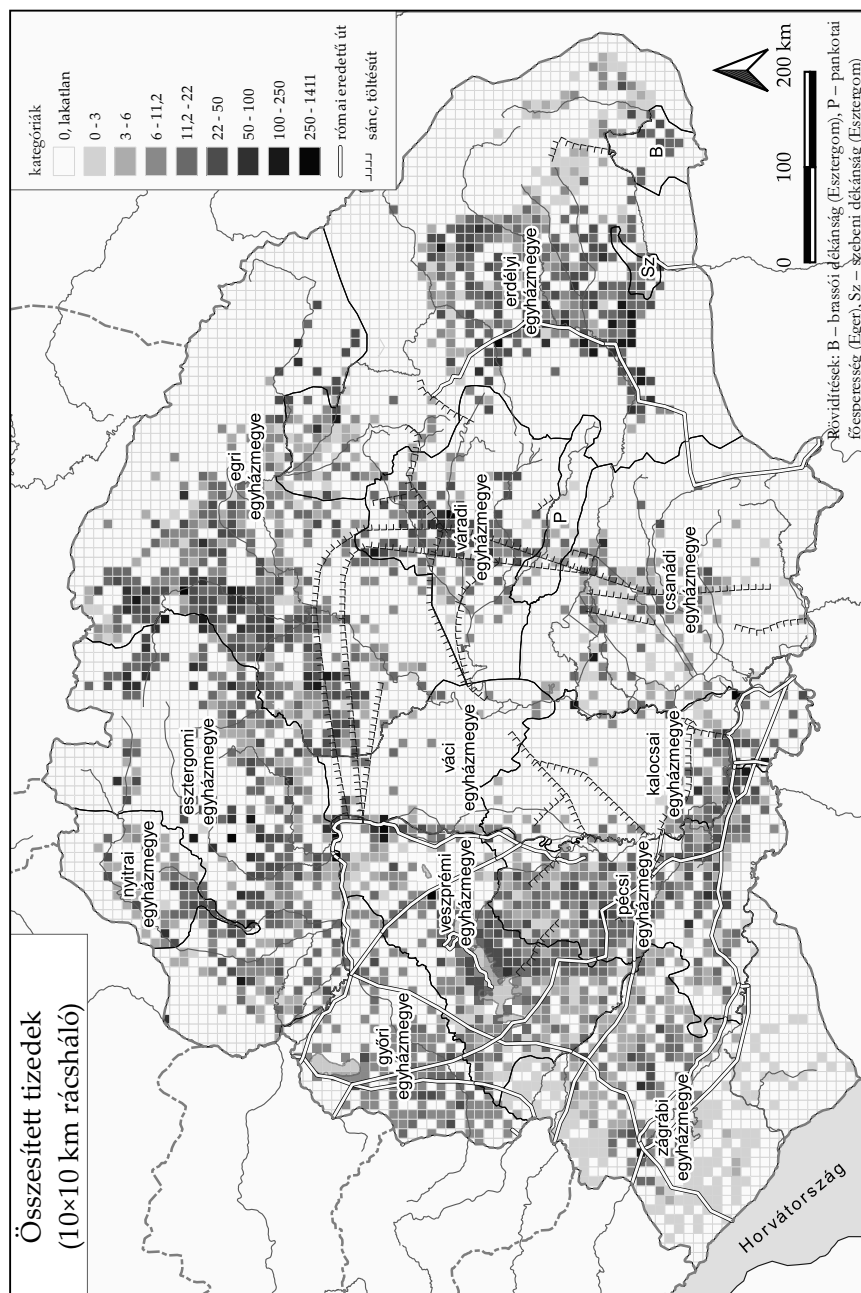 Összesített tizedek
(10×10 km rácsháló)
kategóriák
0, lakatlan
0 - 3
3 - 6
6 - 11,2
11,2 - 22
22 - 50
50 - 100
100 - 250
250 - 1411
római eredetű út
sánc, töltésút
nyitrai
egyházmegye
esztergomi
egyházmegye
egri
egyházmegye
győri
egyházmegye
veszprémi
egyházmegye
váci
egyházmegye
váradi
egyházmegye
erdélyi
egyházmegye
P
Sz
B
zágrábi
egyházmegye
pécsi
egyházmegye
kalocsai
egyházmegye
csanádi
egyházmegye
Horvátország
0 100 200 km
Rövidítések: B – brassói dékánság (Esztergom), P – pankotai
főesperesség (Eger), Sz – szebeni dékánság (Esztergom)